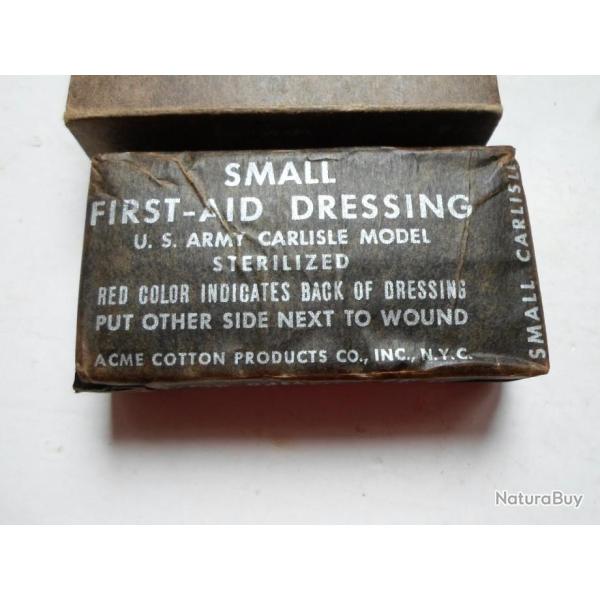 SMALL
FIRST-AID DRESSING
U. S. ARMY CARLISLE MODEL
STERILIZED
RED COLOR INDICATES BACK OF DRESSING
PUT OTHER SIDE NEXT TO WOUND
ACME COTTON PRODUCTS CO., INC., N.Y.C.
SMALL CARLISLE
NaturaBuy